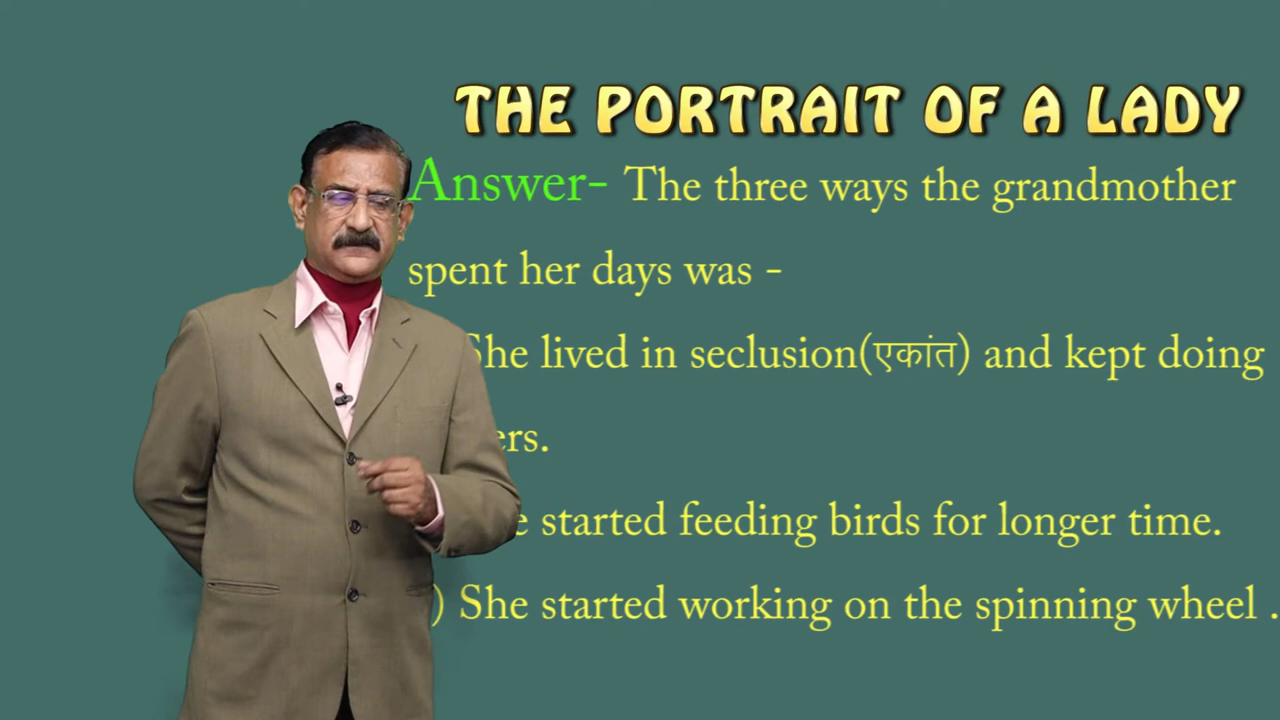 THE PORTRAIT OF A LADY
Answer- The three ways the grandmother
spent her days was -
She lived in seclusion(एकांत) and kept doing
started feeding birds for longer time.
) She started working on the spinning wheel .